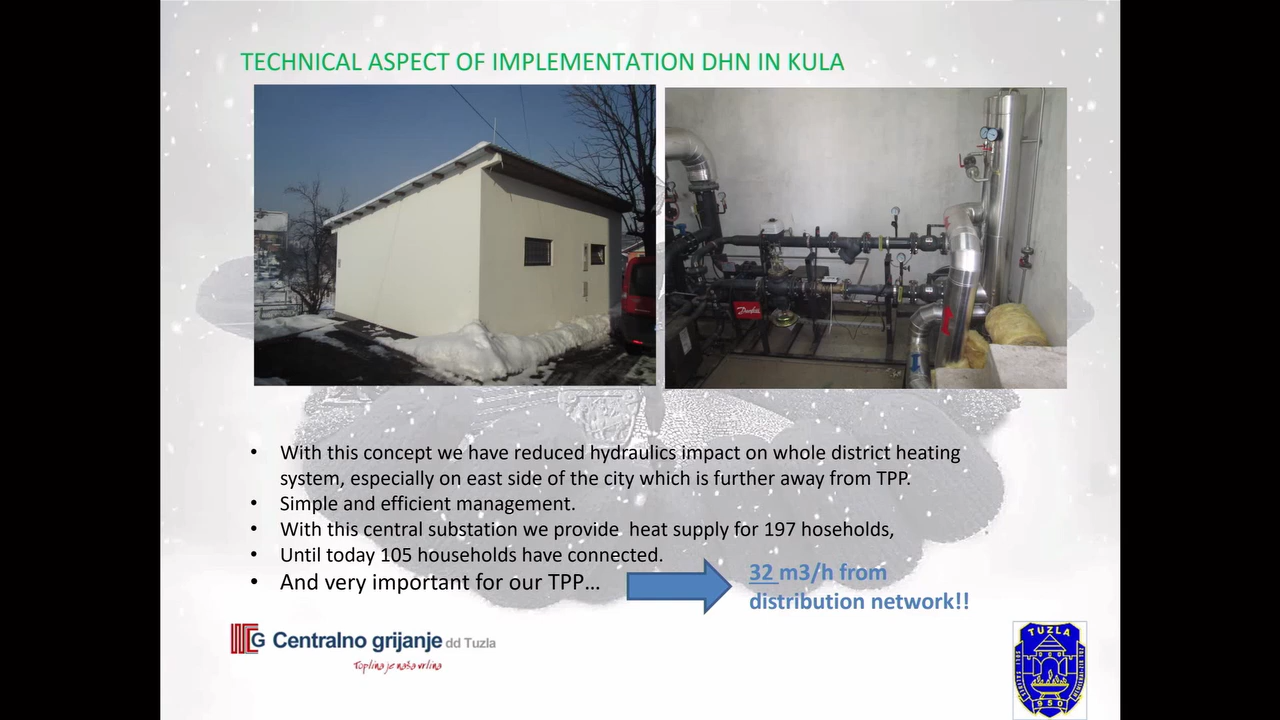 TECHNICAL ASPECT OF IMPLEMENTATION DHN IN KULA
Danfoss
• With this concept we have reduced hydraulics impact on whole district heating
system, especially on east side of the city which is further away from TPP.
• Simple and efficient management.
• With this central substation we provide heat supply for 197 hoseholds,
• Until today 105 households have connected.
• And very important for our TPP...
32 m3/h from
distribution network!!
CG Centralno grijanje dd Tuzla
Toplina je naša vrlina
TUZLA
950